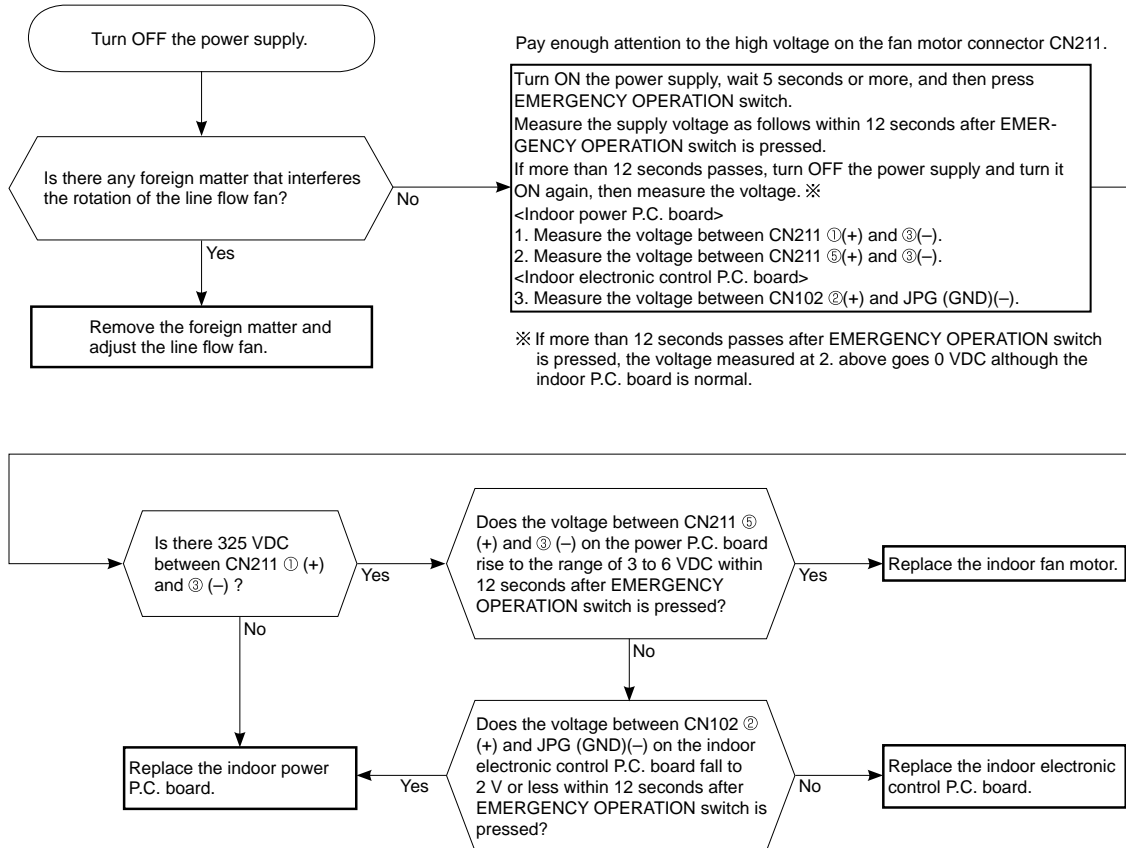 Turn OFF the power supply.
Is there any foreign matter that interferes
the rotation of the line flow fan?
No
Yes
Remove the foreign matter and
adjust the line flow fan.
Pay enough attention to the high voltage on the fan motor connector CN211.
Turn ON the power supply, wait 5 seconds or more, and then press
EMERGENCY OPERATION switch.
Measure the supply voltage as follows within 12 seconds after EMER-
GENCY OPERATION switch is pressed.
If more than 12 seconds passes, turn OFF the power supply and turn it
ON again, then measure the voltage. ※
<Indoor power P.C. board>
1. Measure the voltage between CN211 ①(+) and ③(–).
2. Measure the voltage between CN211 ⑤(+) and ③(–).
<Indoor electronic control P.C. board>
3. Measure the voltage between CN102 ②(+) and JPG (GND)(–).
※ If more than 12 seconds passes after EMERGENCY OPERATION switch
is pressed, the voltage measured at 2. above goes 0 VDC although the
indoor P.C. board is normal.
Is there 325 VDC
between CN211 ① (+)
and ③ (–) ?
Yes
No
Does the voltage between CN211 ⑤
(+) and ③ (–) on the power P.C. board
rise to the range of 3 to 6 VDC within
12 seconds after EMERGENCY
OPERATION switch is pressed?
Yes
Replace the indoor fan motor.
No
Does the voltage between CN102 ②
(+) and JPG (GND)(–) on the indoor
electronic control P.C. board fall to
2 V or less within 12 seconds after
EMERGENCY OPERATION switch is
pressed?
Yes
Replace the indoor power
P.C. board.
No
Replace the indoor electronic
control P.C. board.